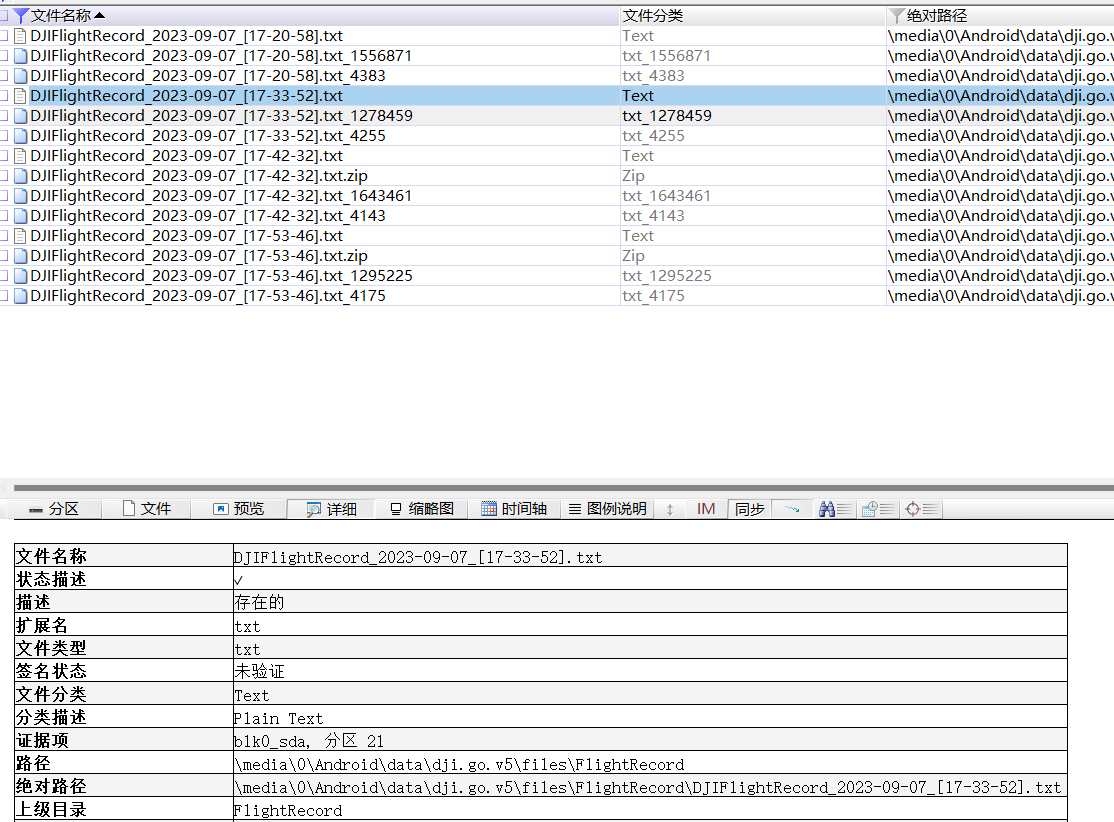 文件名称 文件分类 绝对路径
DJIFlightRecord_2023-09-07_[17-20-58].txt Text \media\0\Android\data\dji.go.v
DJIFlightRecord_2023-09-07_[17-20-58].txt_1556871 txt_1556871 \media\0\Android\data\dji.go.v
DJIFlightRecord_2023-09-07_[17-20-58].txt_4383 txt_4383 \media\0\Android\data\dji.go.v
DJIFlightRecord_2023-09-07_[17-33-52].txt Text \media\0\Android\data\dji.go.v
DJIFlightRecord_2023-09-07_[17-33-52].txt_1278459 txt_1278459 \media\0\Android\data\dji.go.v
DJIFlightRecord_2023-09-07_[17-33-52].txt_4255 txt_4255 \media\0\Android\data\dji.go.v
DJIFlightRecord_2023-09-07_[17-42-32].txt Text \media\0\Android\data\dji.go.v
DJIFlightRecord_2023-09-07_[17-42-32].txt.zip Zip \media\0\Android\data\dji.go.v
DJIFlightRecord_2023-09-07_[17-42-32].txt_1643461 txt_1643461 \media\0\Android\data\dji.go.v
DJIFlightRecord_2023-09-07_[17-42-32].txt_4143 txt_4143 \media\0\Android\data\dji.go.v
DJIFlightRecord_2023-09-07_[17-53-46].txt Text \media\0\Android\data\dji.go.v
DJIFlightRecord_2023-09-07_[17-53-46].txt.zip Zip \media\0\Android\data\dji.go.v
DJIFlightRecord_2023-09-07_[17-53-46].txt_1295225 txt_1295225 \media\0\Android\data\dji.go.v
DJIFlightRecord_2023-09-07_[17-53-46].txt_4175 txt_4175 \media\0\Android\data\dji.go.v
分区 文件 预览 详细 缩略图 时间轴 图例说明 IM 同步
文件名称 DJIFlightRecord_2023-09-07_[17-33-52].txt
状态描述 ✓
描述 存在的
扩展名 txt
文件类型 txt
签名状态 未验证
文件分类 Text
分类描述 Plain Text
证据项 blk0_sda, 分区 21
路径 \media\0\Android\data\dji.go.v5\files\FlightRecord
绝对路径 \media\0\Android\data\dji.go.v5\files\FlightRecord\DJIFlightRecord_2023-09-07_[17-33-52].txt
上级目录 FlightRecord